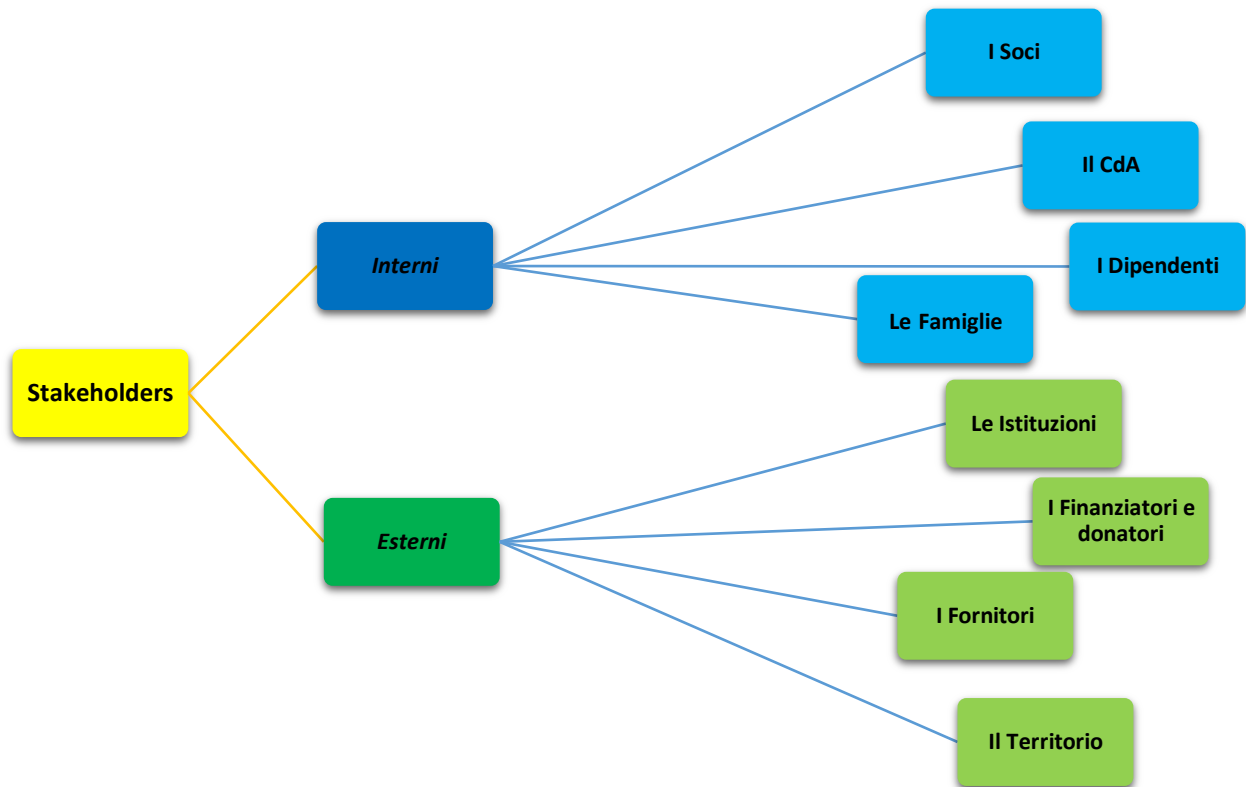 Stakeholders
Interni
I Soci
Il CdA
I Dipendenti
Le Famiglie
Esterni
Le Istituzioni
I Finanziatori e
donatori
I Fornitori
Il Territorio